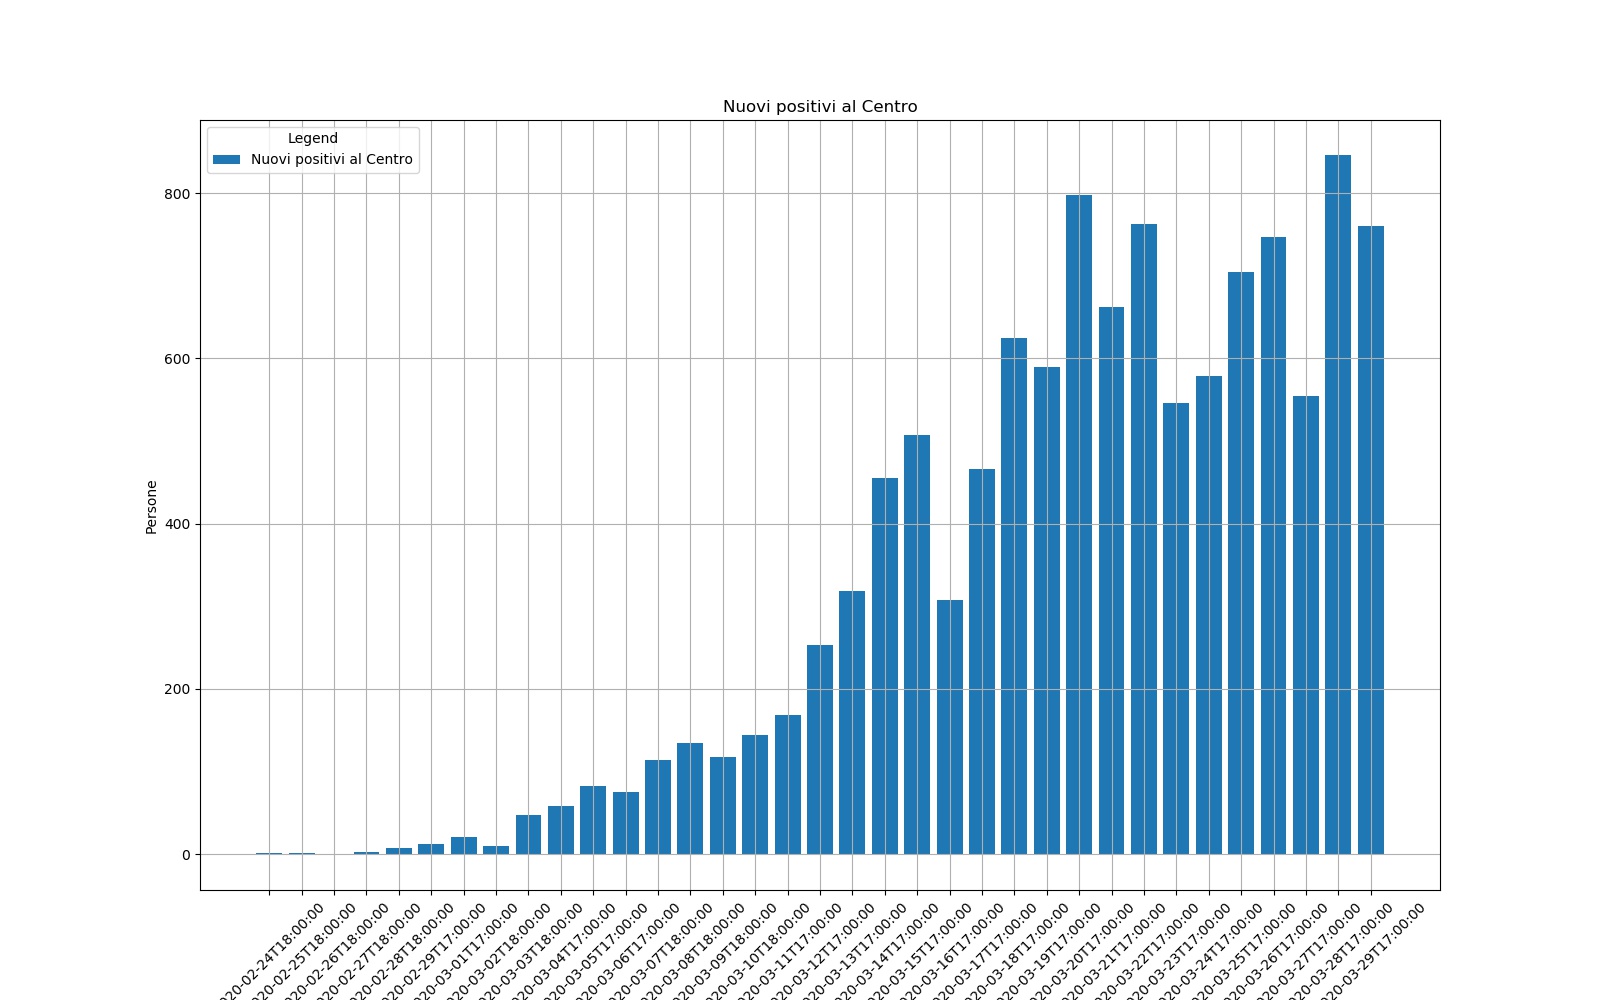 Nuovi positivi al Centro
Legend
Nuovi positivi al Centro
Persone
800
600
400
200
0
020-02-24T18:00:00
020-02-25T18:00:00
020-02-26T18:00:00
020-02-27T18:00:00
020-02-28T18:00:00
020-02-29T17:00:00
020-03-01T17:00:00
020-03-02T18:00:00
020-03-03T18:00:00
020-03-04T17:00:00
020-03-05T17:00:00
020-03-06T17:00:00
020-03-07T18:00:00
020-03-08T18:00:00
020-03-09T18:00:00
020-03-10T18:00:00
020-03-11T17:00:00
020-03-12T17:00:00
020-03-13T17:00:00
020-03-14T17:00:00
020-03-15T17:00:00
020-03-16T17:00:00
020-03-17T17:00:00
020-03-18T17:00:00
020-03-19T17:00:00
020-03-20T17:00:00
020-03-21T17:00:00
020-03-22T17:00:00
020-03-23T17:00:00
020-03-24T17:00:00
020-03-25T17:00:00
020-03-26T17:00:00
020-03-27T17:00:00
020-03-28T17:00:00
020-03-29T17:00:00